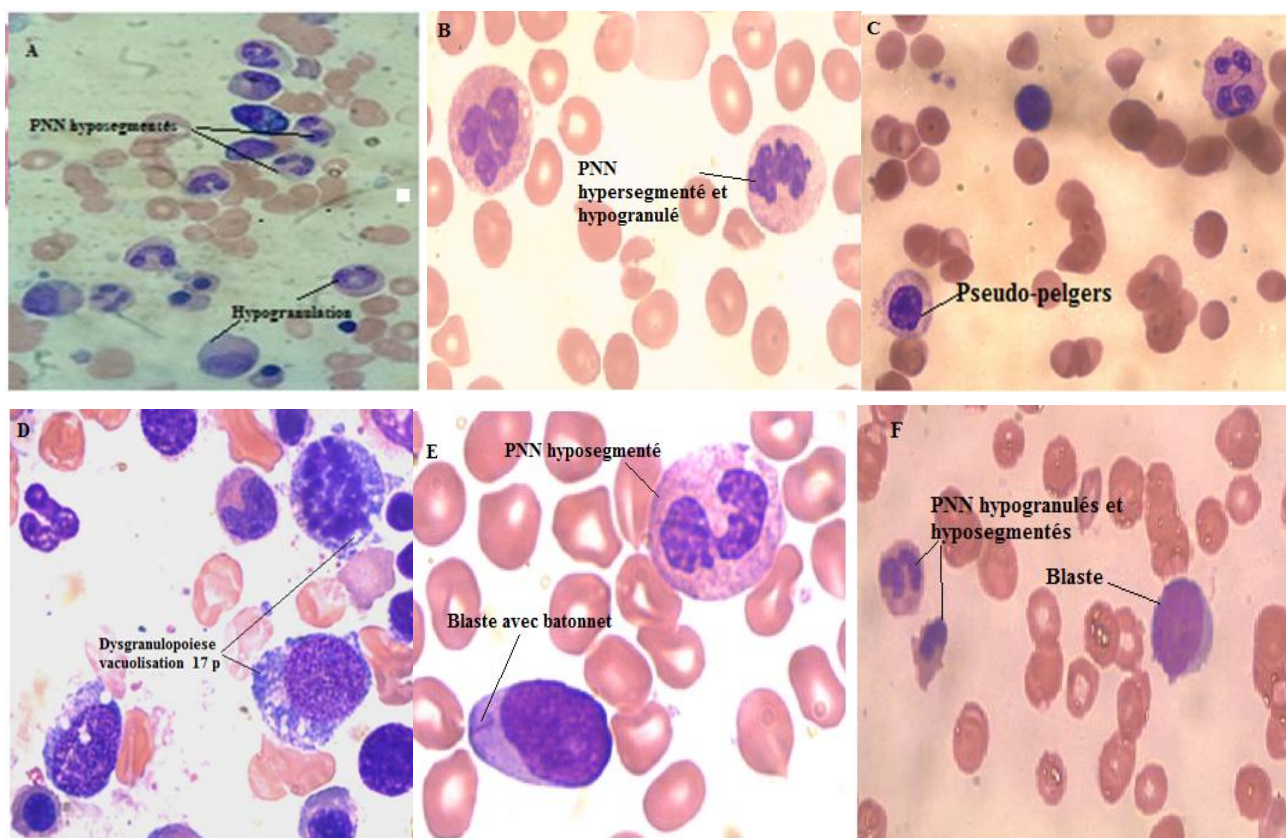 A
PNN hyposegmentés
Hypogranulation
B
PNN
hypersegmenté et
hypogranulé
C
Pseudo-pelgers
D
Dysgranulopoiese
vacuolisation 17 p
E
PNN hyposegmenté
Blaste avec batonnet
F
PNN hypogranulés et
hyposegmentés
Blaste